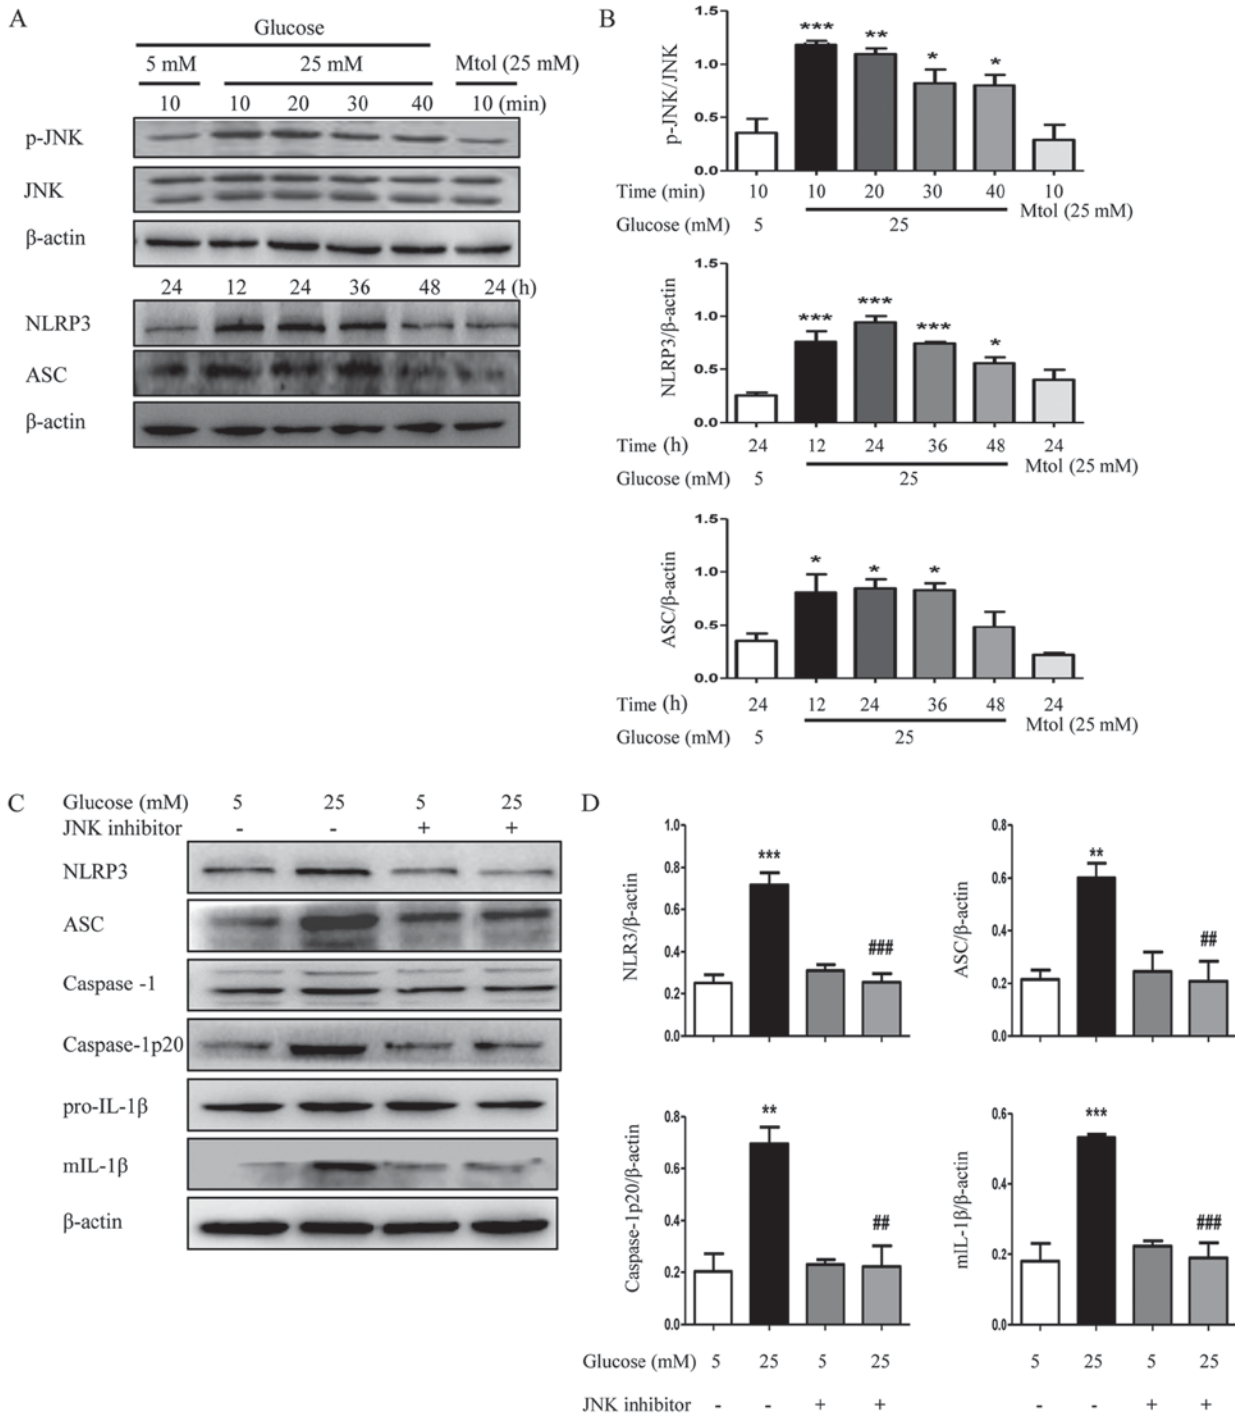 A
Glucose
5 mM 25 mM Mtol (25 mM)
10 10 20 30 40 10 (min)
p-JNK
JNK
β-actin
24 12 24 36 48 24 (h)
NLRP3
ASC
β-actin
B
p-JNK/JNK
1.5
1.0
0.5
0.0
*** ** * *
Time (min) 10 10 20 30 40 10
Mtol (25 mM)
Glucose (mM) 5 25
NLRP3/β-actin
1.5
1.0
0.5
0.0
*** *** *** *
Time (h) 24 12 24 36 48 24
Mtol (25 mM)
Glucose (mM) 5 25
ASC/β-actin
1.5
1.0
0.5
0.0
* * *
Time (h) 24 12 24 36 48 24
Mtol (25 mM)
Glucose (mM) 5 25
C
Glucose (mM) 5 25 5 25
JNK inhibitor - - + +
NLRP3
ASC
Caspase -1
Caspase-1p20
pro-IL-1β
mIL-1β
β-actin
D
NLR3/β-actin
1.0
0.8
0.6
0.4
0.2
0.0
*** ###
ASC/β-actin
0.8
0.6
0.4
0.2
0.0
** ##
Caspase-1p20/β-actin
0.8
0.6
0.4
0.2
0.0
** ##
mIL-1β/β-actin
0.6
0.4
0.2
0.0
*** ###
Glucose (mM) 5 25 5 25 5 25 5 25
JNK inhibitor - - + + - - + +